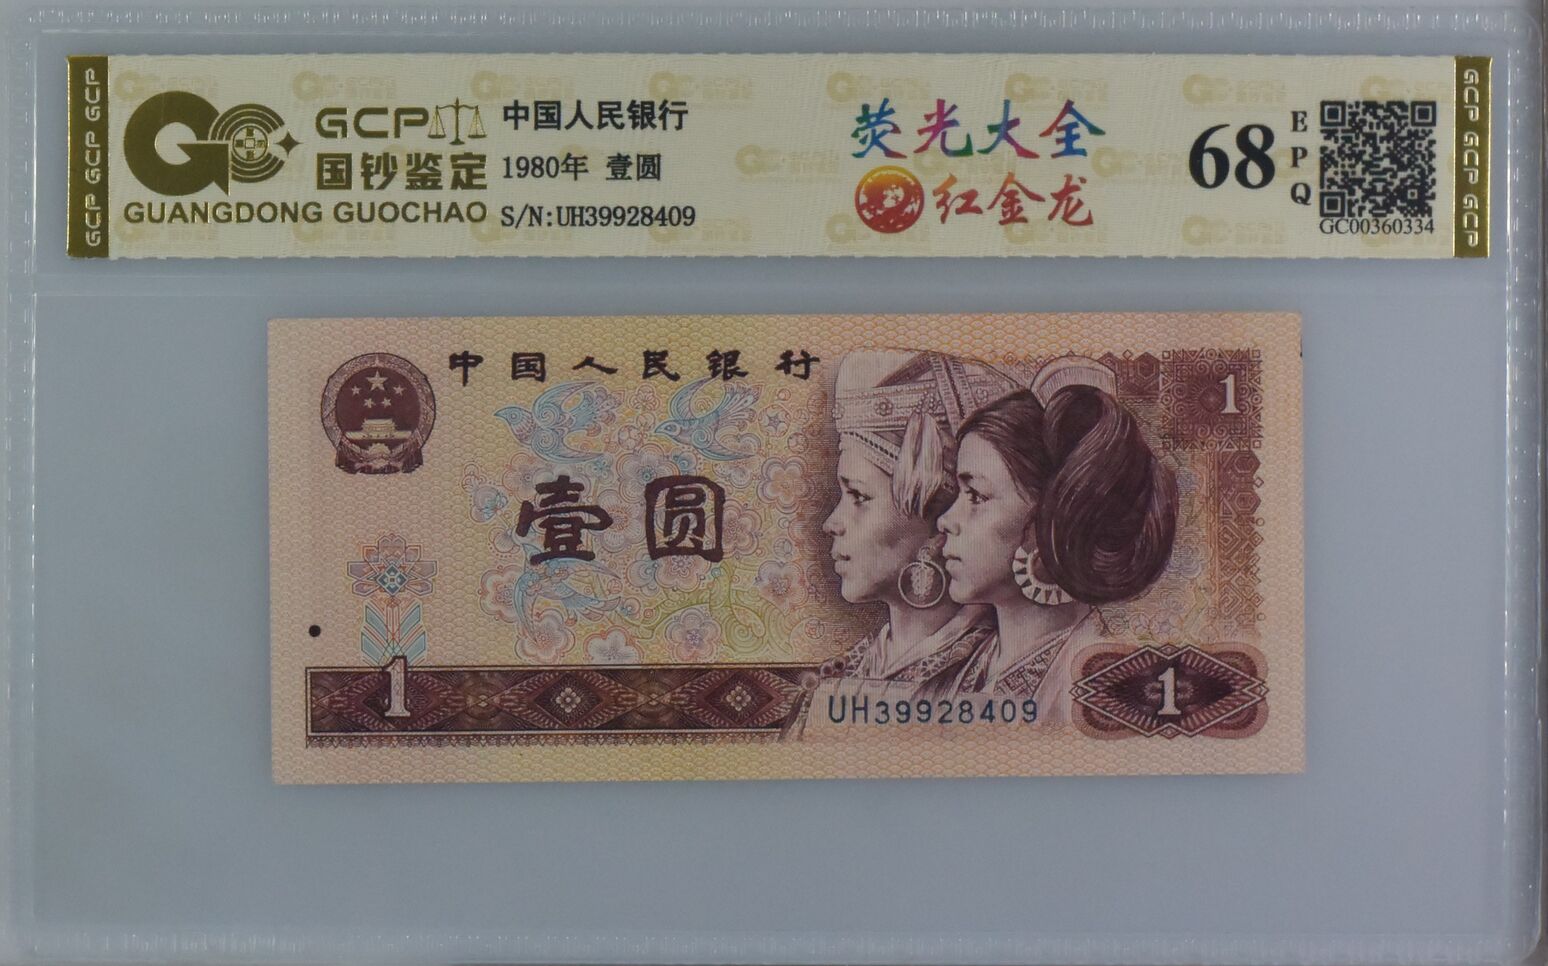 GCP GCP GCP
GCP
国钞鉴定
GUANGDONG GUOCHAO
中国人民银行
1980年 壹圆
S/N:UH39928409
荧光大全
红金龙
68
EPQ
GC00360334
GCP GCP GCP
中国人民银行
1
壹圆
1
UH39928409
1